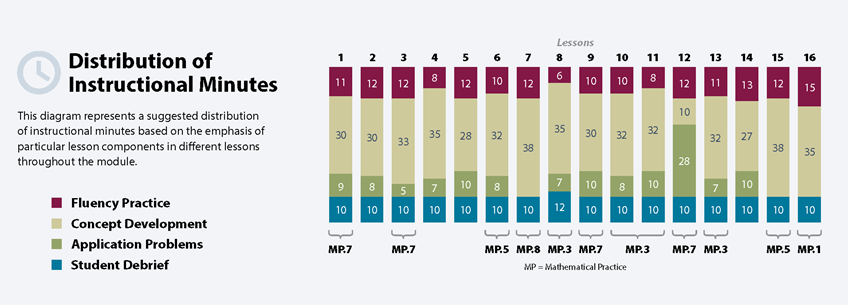 Distribution of
Instructional Minutes
This diagram represents a suggested distribution
of instructional minutes based on the emphasis of
particular lesson components in different lessons
throughout the module.
Fluency Practice
Concept Development
Application Problems
Student Debrief
Lessons
1 2 3 4 5 6 7 8 9 10 11 12 13 14 15 16
11 12 12 8 12 10 12 6 10 10 8 12 11 13 12 15
30 30 33 35 28 32 38 35 30 32 32 10 32 27 38 35
9 8 5 7 10 8 7 10 8 10 28 7 10
10 10 10 10 10 10 10 12 10 10 10 10 10 10 10 10
MP.7 MP.7 MP.5 MP.8 MP.3 MP.7 MP.3 MP.7 MP.3 MP.5 MP.1
MP = Mathematical Practice